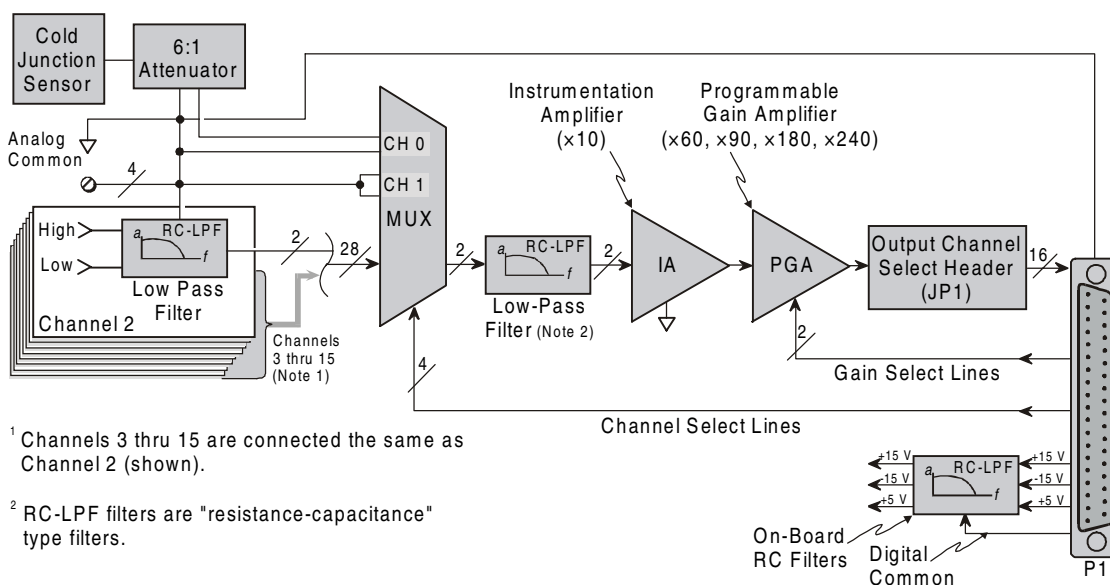 Cold
Junction
Sensor
6:1
Attenuator
Analog
Common
4
High
Low
a
RC-LPF
f
Low Pass
Filter
Channel 2
2
28
Channels
3 thru 15
(Note 1)
CH 0
CH 1
MUX
4
2
a
RC-LPF
f
Low-Pass
Filter (Note 2)
2
Instrumentation
Amplifier
(×10)
IA
Programmable
Gain Amplifier
(×60, ×90, ×180, ×240)
PGA
2
Output Channel
Select Header
(JP1)
16
Gain Select Lines
Channel Select Lines
+15 V
-15 V
+5 V
a
RC-LPF
f
+15 V
-15 V
+5 V
On-Board
RC Filters
Digital
Common
P1
1 Channels 3 thru 15 are connected the same as
Channel 2 (shown).
2 RC-LPF filters are "resistance-capacitance"
type filters.